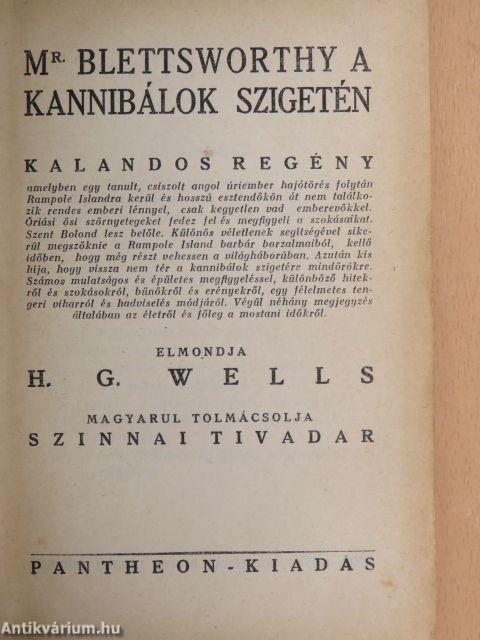 MR. BLETTSWORTHY A
KANNIBÁLOK SZIGETÉN
KALANDOS REGÉNY
amelyben egy tanult, csiszolt angol úriember hajótörés folytán
Rampole Islandra kerül és hosszú esztendőkön át nem találko-
zik rendes emberi lénnyel, csak kegyetlen vad emberevőkkel.
Óriási ősi szörnyetegeket fedez fel és megfigyeli a szokásaikat.
Szent Bolond lesz belőle. Különös véletlenek segítségével sike-
rül megszöknie a Rampole Island barbár borzalmaiból, kellő
időben, hogy még részt vehessen a világháborúban. Azután kis
hija, hogy vissza nem tér a kannibálok szigetére mindörökre.
Számos mulatságos és épületes megfigyeléssel, különböző hitek-
ről és szokásokról, bűnökről és erényekről, egy félelmetes ten-
geri viharról és hadviselés módjáról. Végül néhány megjegyzés
általában az életről és főleg a mostani időkről.
ELMONDJA
H. G. WELLS
MAGYARUL TOLMÁCSOLJA
SZINNAI TIVADAR
PANTHEON-KIADÁS
Antikvárium.hu